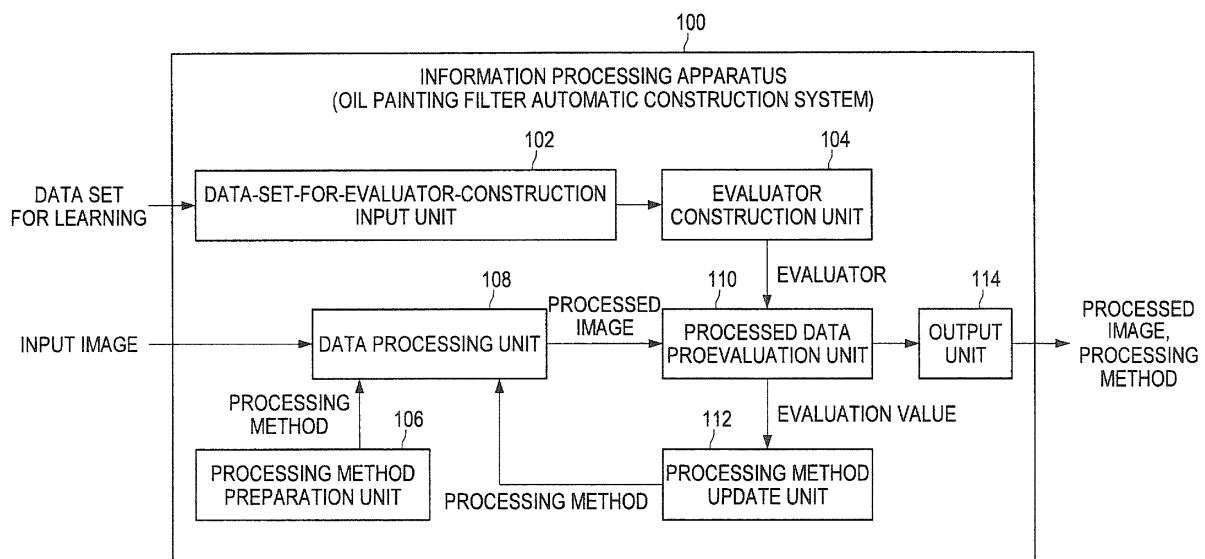 100
INFORMATION PROCESSING APPARATUS
(OIL PAINTING FILTER AUTOMATIC CONSTRUCTION SYSTEM)
102
104
DATA SET
FOR LEARNING
DATA-SET-FOR-EVALUATOR-CONSTRUCTION
INPUT UNIT
EVALUATOR
CONSTRUCTION UNIT
EVALUATOR
108
PROCESSED
IMAGE
110
114
INPUT IMAGE
DATA PROCESSING UNIT
PROCESSED DATA
PROEVALUATION UNIT
OUTPUT
UNIT
PROCESSED
IMAGE,
PROCESSING
METHOD
PROCESSING
METHOD
106
EVALUATION VALUE
112
PROCESSING METHOD
PREPARATION UNIT
PROCESSING METHOD
PROCESSING METHOD
UPDATE UNIT